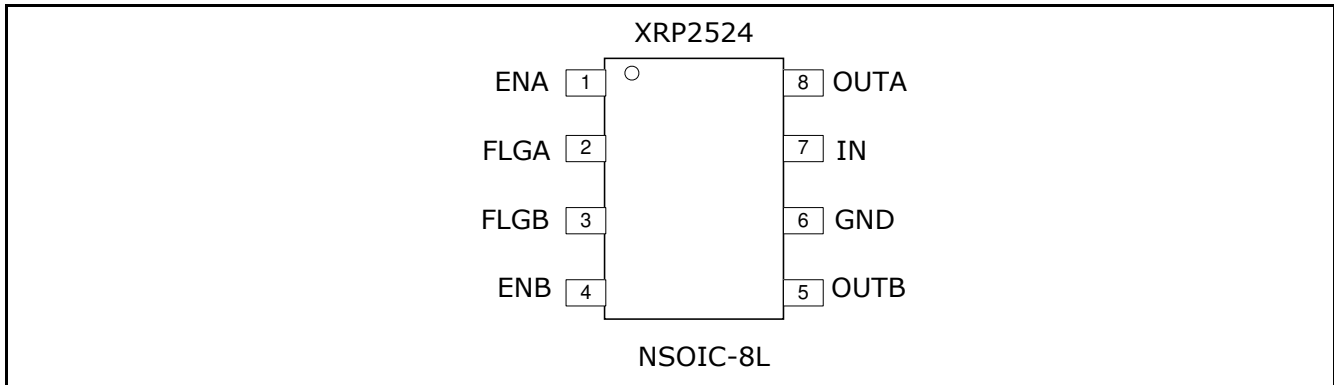 XRP2524
ENA 1 8 OUTA
FLGA 2 7 IN
FLGB 3 6 GND
ENB 4 5 OUTB
NSOIC-8L